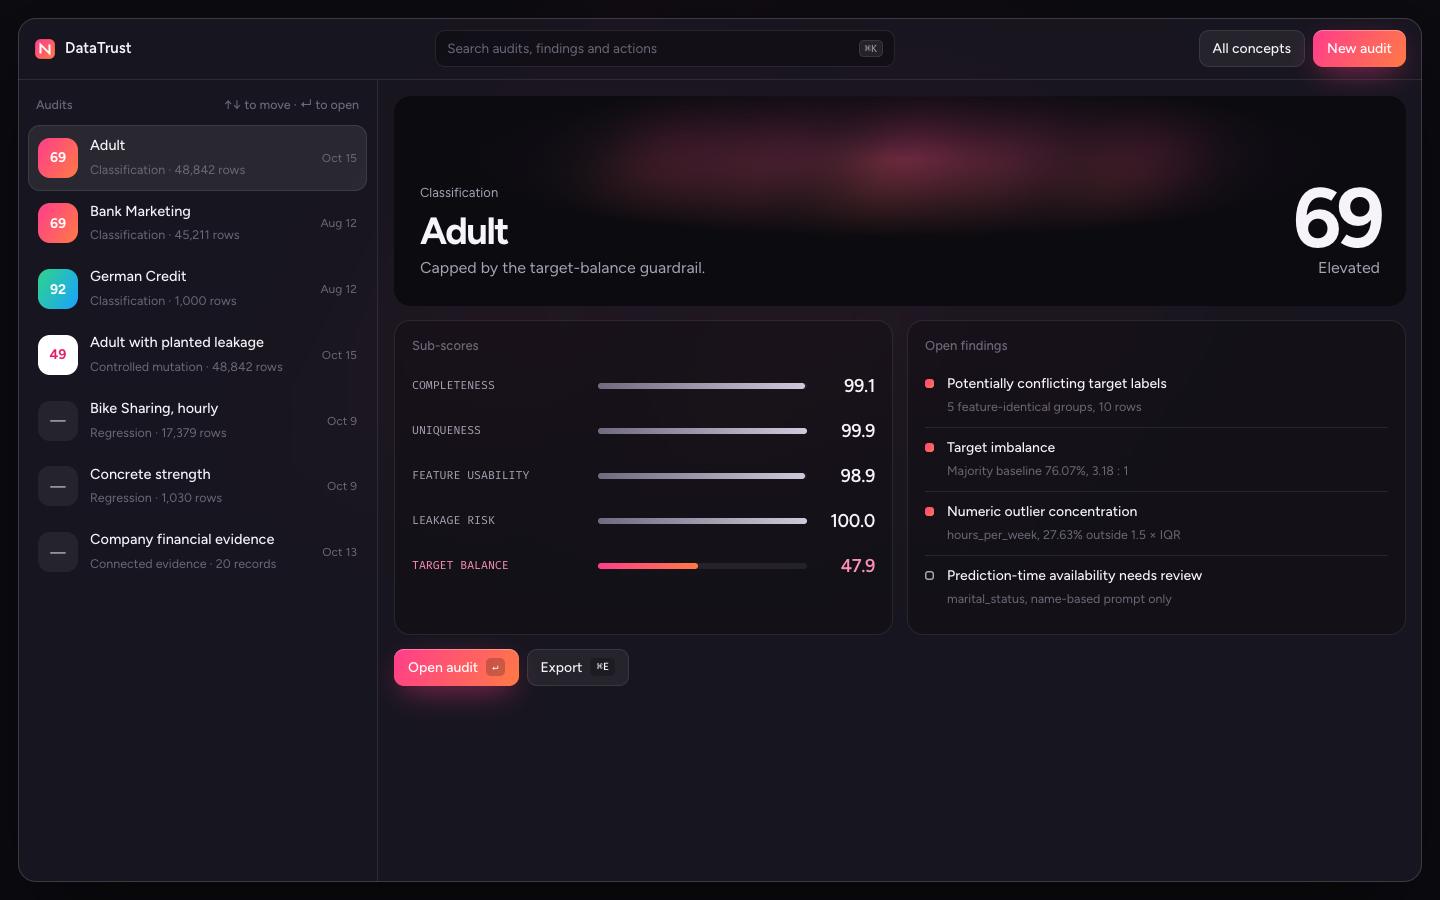 DataTrust
Search audits, findings and actions
⌘K
All concepts
New audit
Audits
↑↓ to move · ↵ to open
69
Adult
Classification · 48,842 rows
Oct 15
69
Bank Marketing
Classification · 45,211 rows
Aug 12
92
German Credit
Classification · 1,000 rows
Aug 12
49
Adult with planted leakage
Controlled mutation · 48,842 rows
Oct 15
—
Bike Sharing, hourly
Regression · 17,379 rows
Oct 9
—
Concrete strength
Regression · 1,030 rows
Oct 9
—
Company financial evidence
Connected evidence · 20 records
Oct 13
Classification
Adult
Capped by the target-balance guardrail.
69
Elevated
Sub-scores
COMPLETENESS 99.1
UNIQUENESS 99.9
FEATURE USABILITY 98.9
LEAKAGE RISK 100.0
TARGET BALANCE 47.9
Open findings
Potentially conflicting target labels
5 feature-identical groups, 10 rows
Target imbalance
Majority baseline 76.07%, 3.18 : 1
Numeric outlier concentration
hours_per_week, 27.63% outside 1.5 × IQR
Prediction-time availability needs review
marital_status, name-based prompt only
Open audit ↵
Export ⌘E